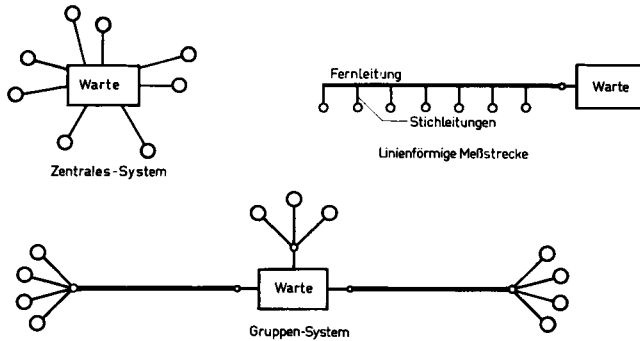 Warte
Zentrales-System
Fernleitung
Warte
Stichleitungen
Linienförmige Meßstrecke
Warte
Gruppen-System